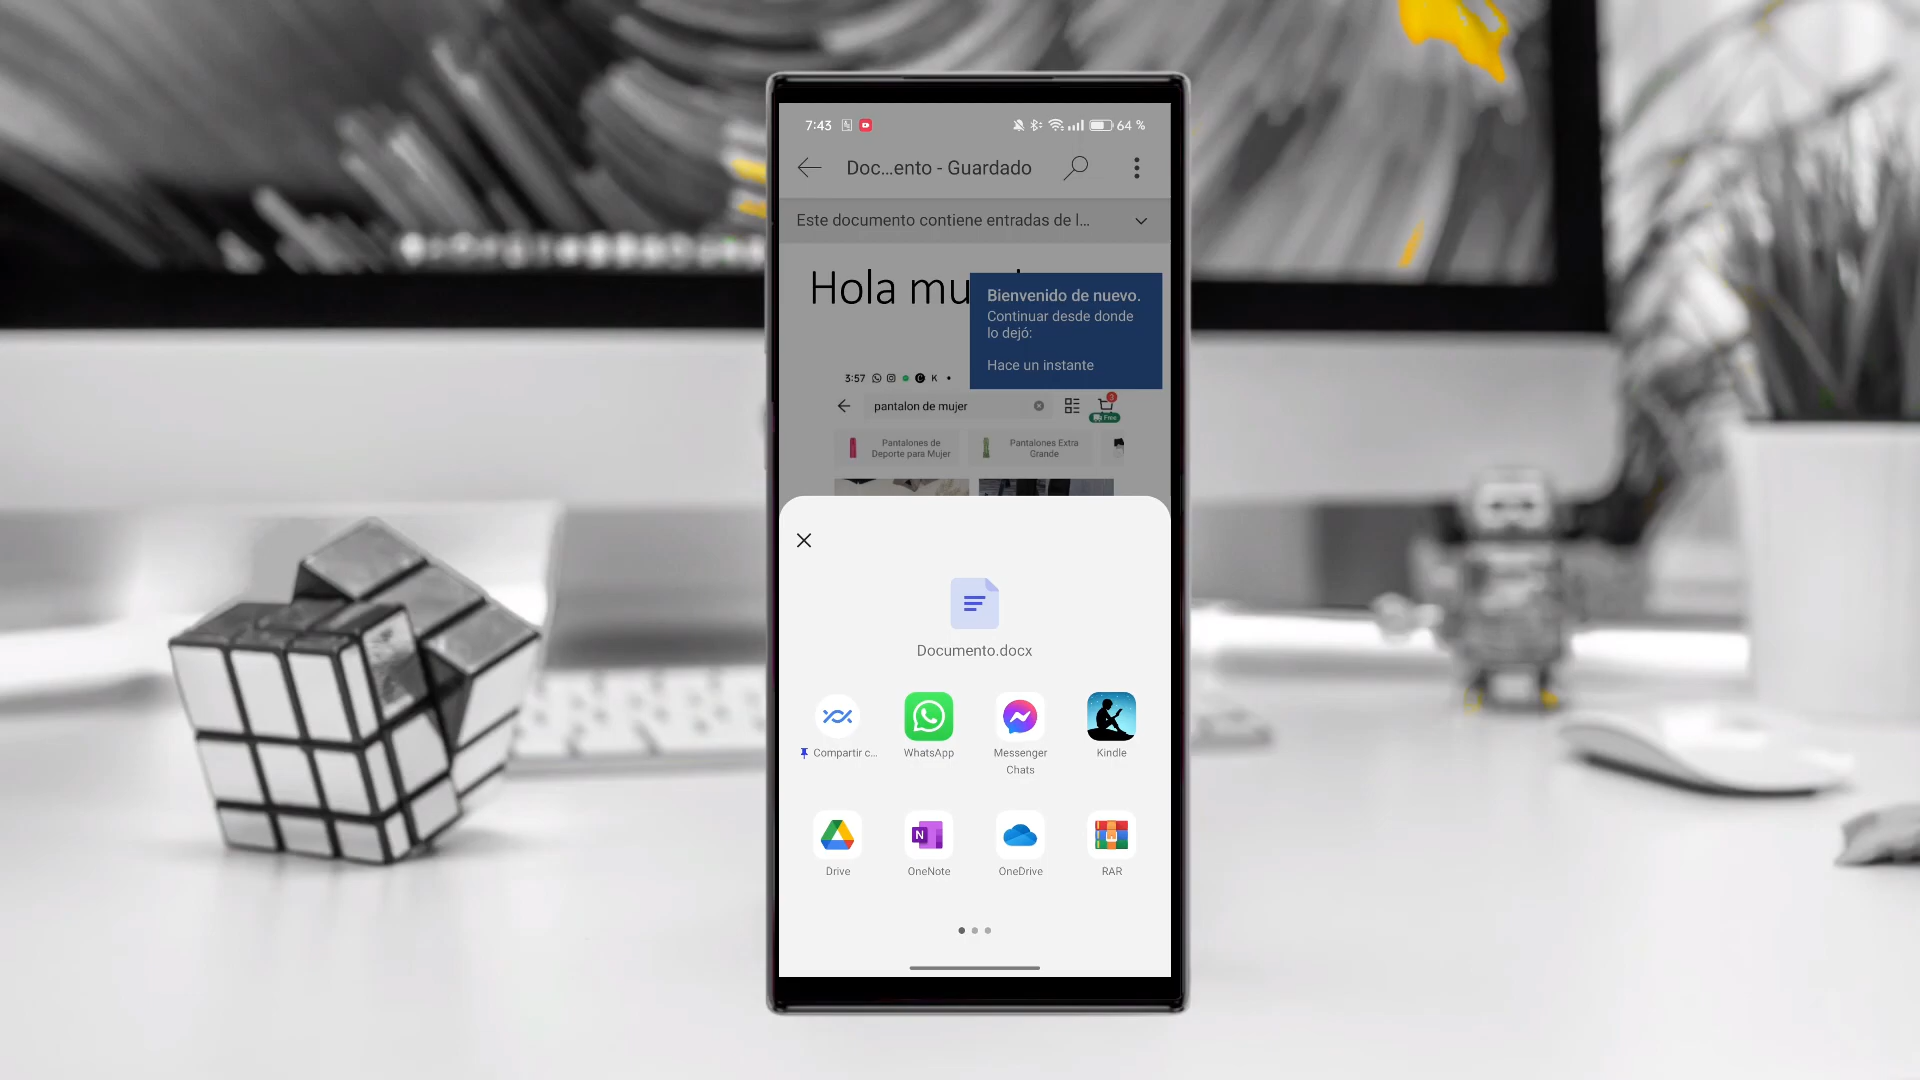 7:43
64 %
Doc...ento - Guardado
Este documento contiene entradas de l...
Hola mu
Bienvenido de nuevo.
Continuar desde donde
lo dejó:
Hace un instante
3:57
K
pantalon de mujer
3
Free
Pantalones de
Deporte para Mujer
Pantalones Extra
Grande
Documento.docx
Compartir c...
WhatsApp
Messenger
Chats
Kindle
N
Drive
OneNote
OneDrive
RAR